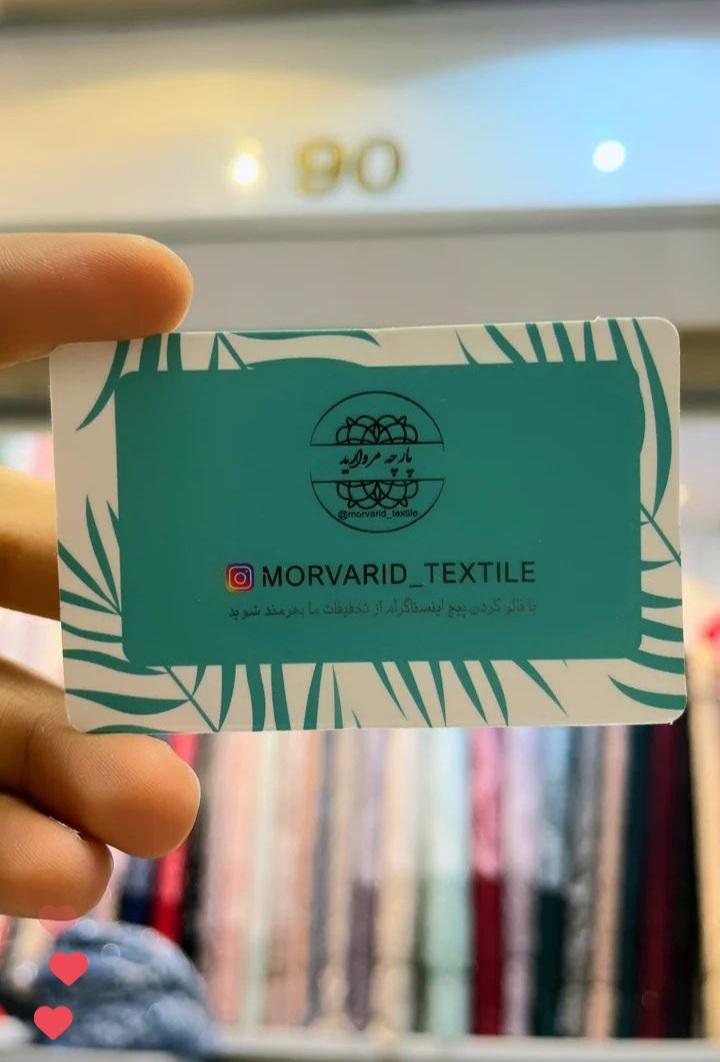 90
پارچه مروارید
@morvarid_textile
MORVARID_TEXTILE
با فالو کردن پیج اینستاگرام از تخفیفات ما بهرمند شوید